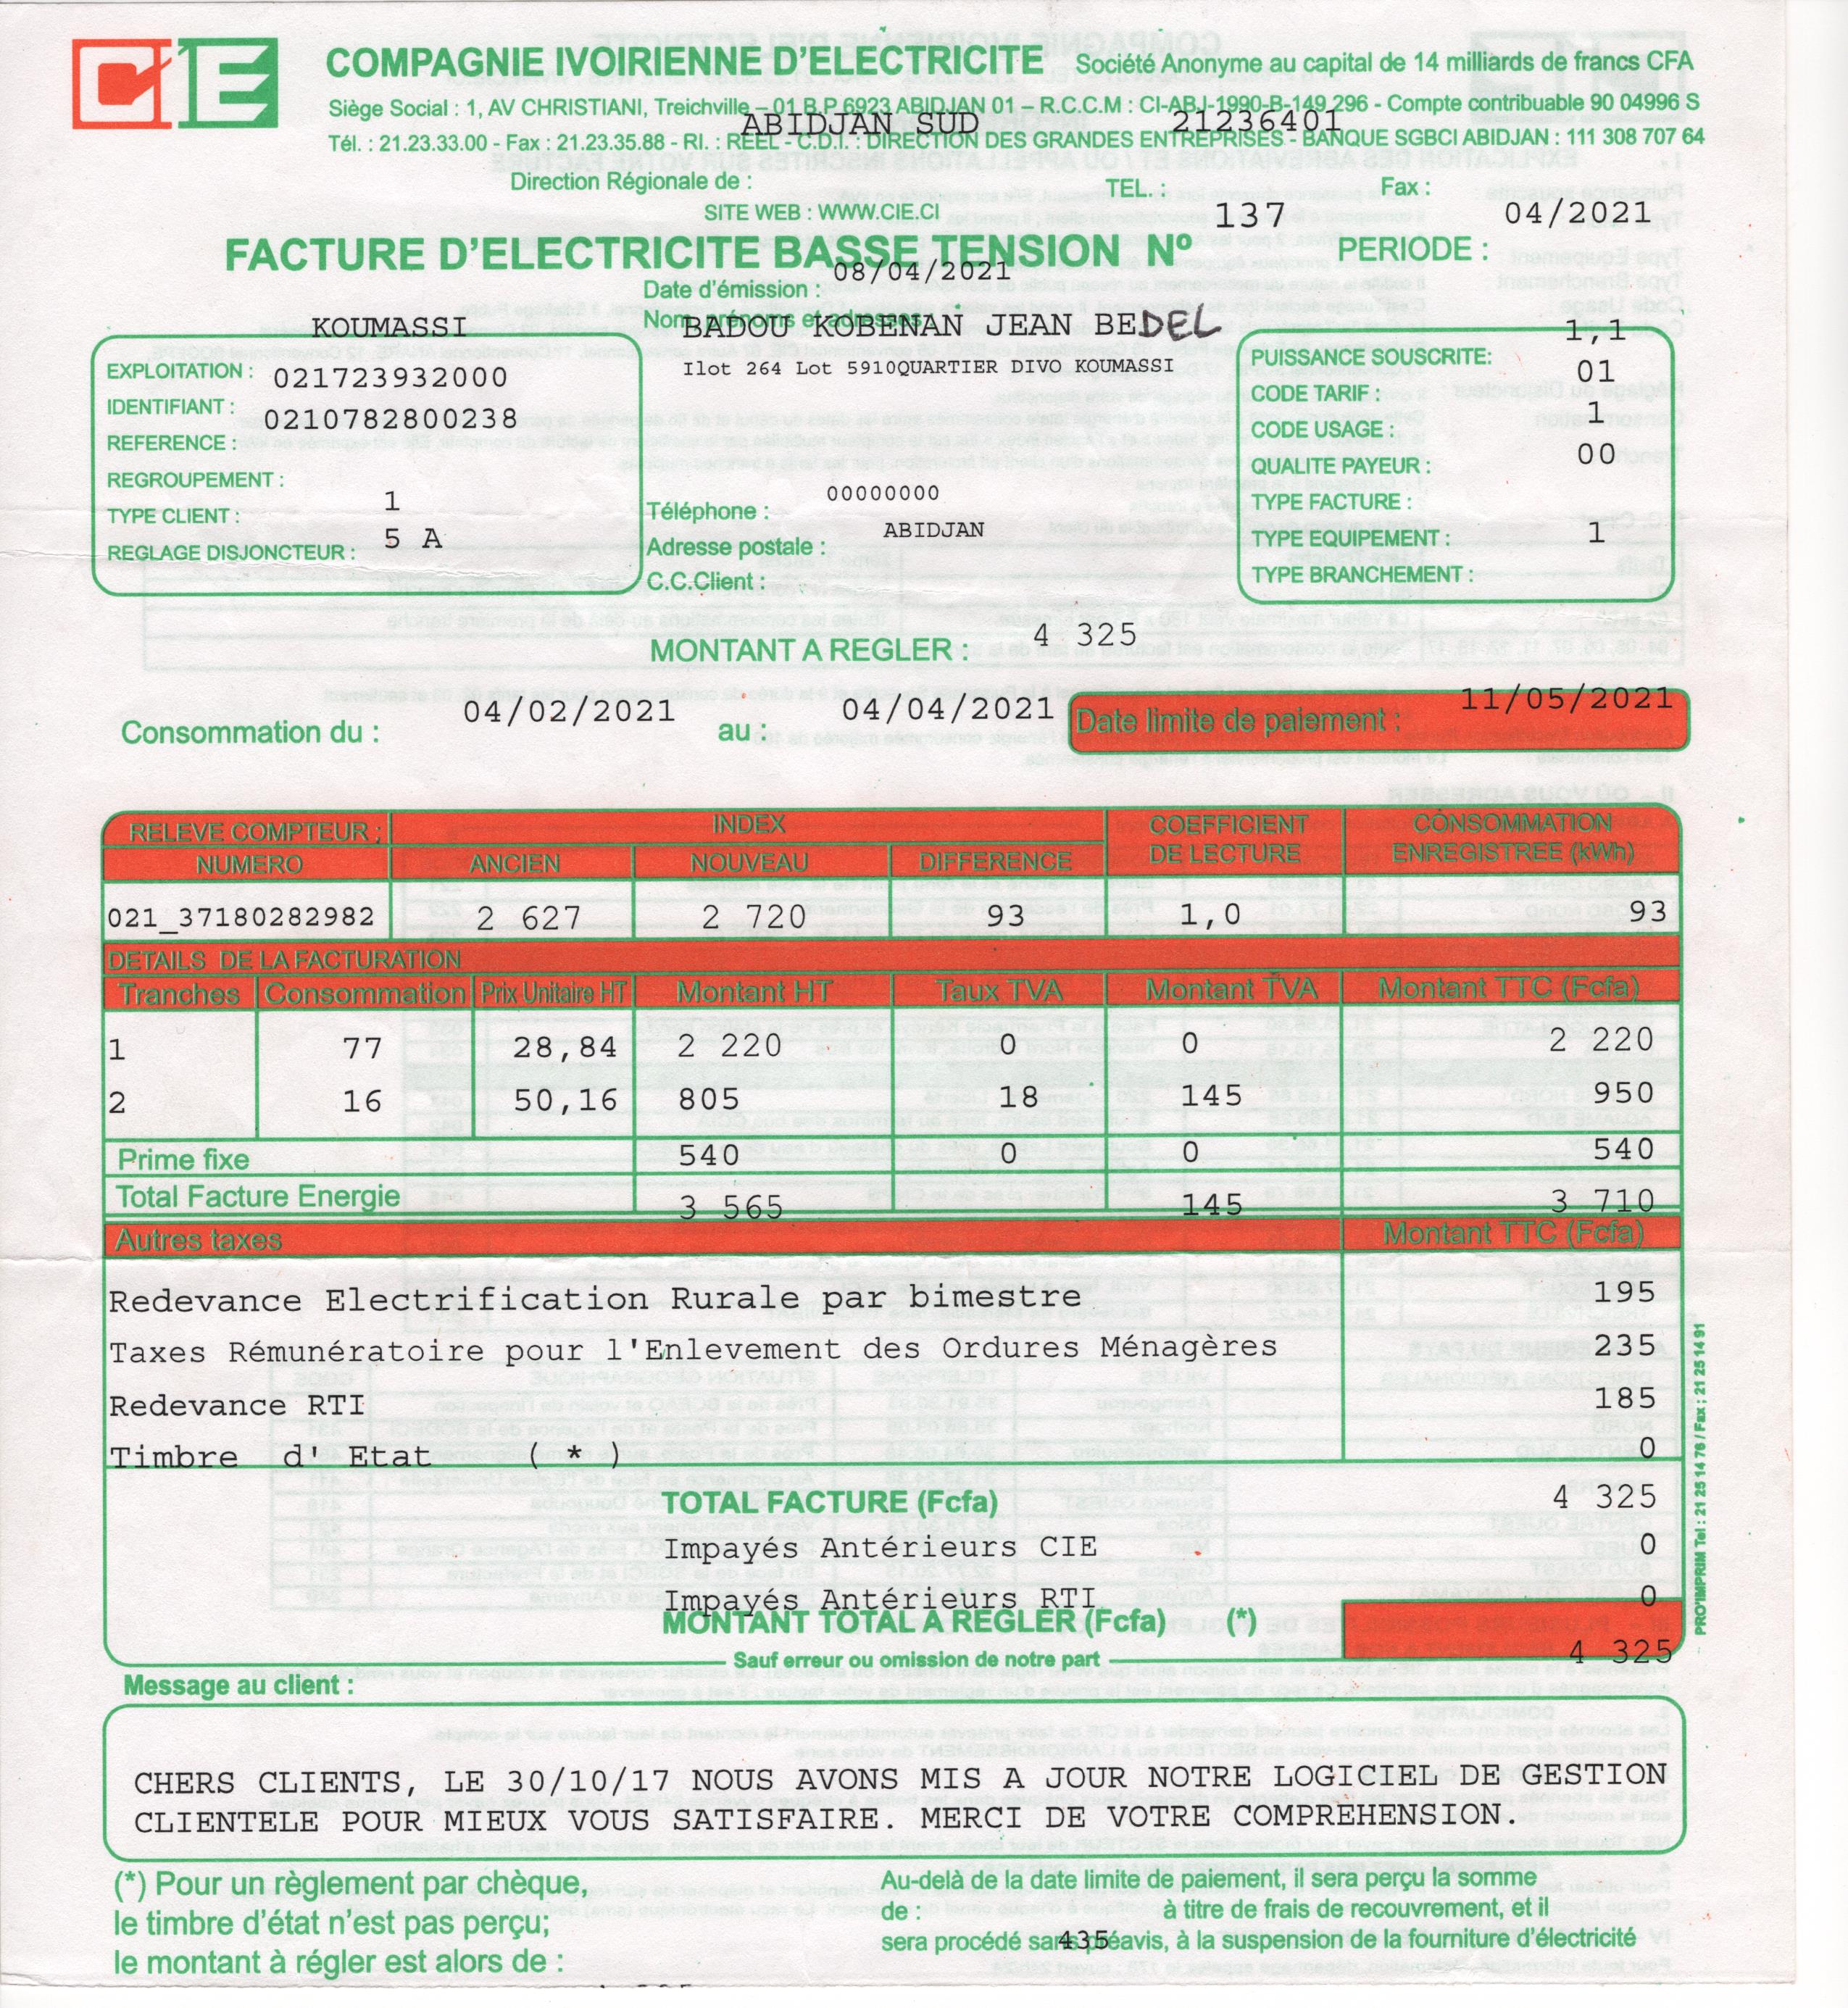 CIE COMPAGNIE IVOIRIENNE D'ELECTRICITE Société Anonyme au capital de 14 milliards de francs CFA
Siège Social : 1, AV CHRISTIANI, Treichville – 01 B.P 6923 ABIDJAN 01 – R.C.C.M : CI-ABJ-1990-B-149 296 - Compte contribuable 90 04996 S
ABIDJAN SUD 21236401
Tél. : 21.23.33.00 - Fax : 21.23.35.88 - RI. : REEL - C.D.I. : DIRECTION DES GRANDES ENTREPRISES - BANQUE SGBCI ABIDJAN : 111 308 707 64
Direction Régionale de : TEL. : Fax :
SITE WEB : WWW.CIE.CI
137 04/2021
FACTURE D'ELECTRICITE BASSE TENSION Nº PERIODE :
08/04/2021
Date d'émission :
Nom, prénoms et adresses
KOUMASSI
BADOU KOBENAN JEAN BEDEL
Ilot 264 Lot 5910QUARTIER DIVO KOUMASSI
EXPLOITATION : 021723932000
IDENTIFIANT : 0210782800238
REFERENCE :
REGROUPEMENT :
TYPE CLIENT : 1
REGLAGE DISJONCTEUR : 5 A
00000000
Téléphone :
ABIDJAN
Adresse postale :
C.C.Client :
1,1
PUISSANCE SOUSCRITE:
01
CODE TARIF :
1
CODE USAGE :
00
QUALITE PAYEUR :
TYPE FACTURE :
TYPE EQUIPEMENT : 1
TYPE BRANCHEMENT :
MONTANT A REGLER : 4 325
Consommation du : 04/02/2021 au : 04/04/2021 Date limite de paiement : 11/05/2021
RELEVE COMPTEUR : INDEX COEFFICIENT DE LECTURE CONSOMMATION ENREGISTREE (kWh)
NUMERO ANCIEN NOUVEAU DIFFERENCE
021_37180282982 2 627 2 720 93 1,0 93
DETAILS DE LA FACTURATION
Tranches Consommation Prix Unitaire HT Montant HT Taux TVA Montant TVA Montant TTC (Fcfa)
1 77 28,84 2 220 0 0 2 220
2 16 50,16 805 18 145 950
Prime fixe 540 0 0 540
Total Facture Energie 3 565 145 3 710
Autres taxes Montant TTC (Fcfa)
Redevance Electrification Rurale par bimestre 195
Taxes Rémunératoire pour l'Enlevement des Ordures Ménagères 235
Redevance RTI 185
Timbre d' Etat ( * ) 0
TOTAL FACTURE (Fcfa) 4 325
Impayés Antérieurs CIE 0
Impayés Antérieurs RTI 0
MONTANT TOTAL A REGLER (Fcfa) (*) 4 325
Sauf erreur ou omission de notre part
PRO'IMPRIM Tel : 21 25 14 76 / Fax : 21 25 14 91
Message au client :
CHERS CLIENTS, LE 30/10/17 NOUS AVONS MIS A JOUR NOTRE LOGICIEL DE GESTION
CLIENTELE POUR MIEUX VOUS SATISFAIRE. MERCI DE VOTRE COMPREHENSION.
(*) Pour un règlement par chèque,
le timbre d'état n'est pas perçu;
le montant à régler est alors de :
Au-delà de la date limite de paiement, il sera perçu la somme
de : à titre de frais de recouvrement, et il
sera procédé sans préavis, à la suspension de la fourniture d'électricité
435